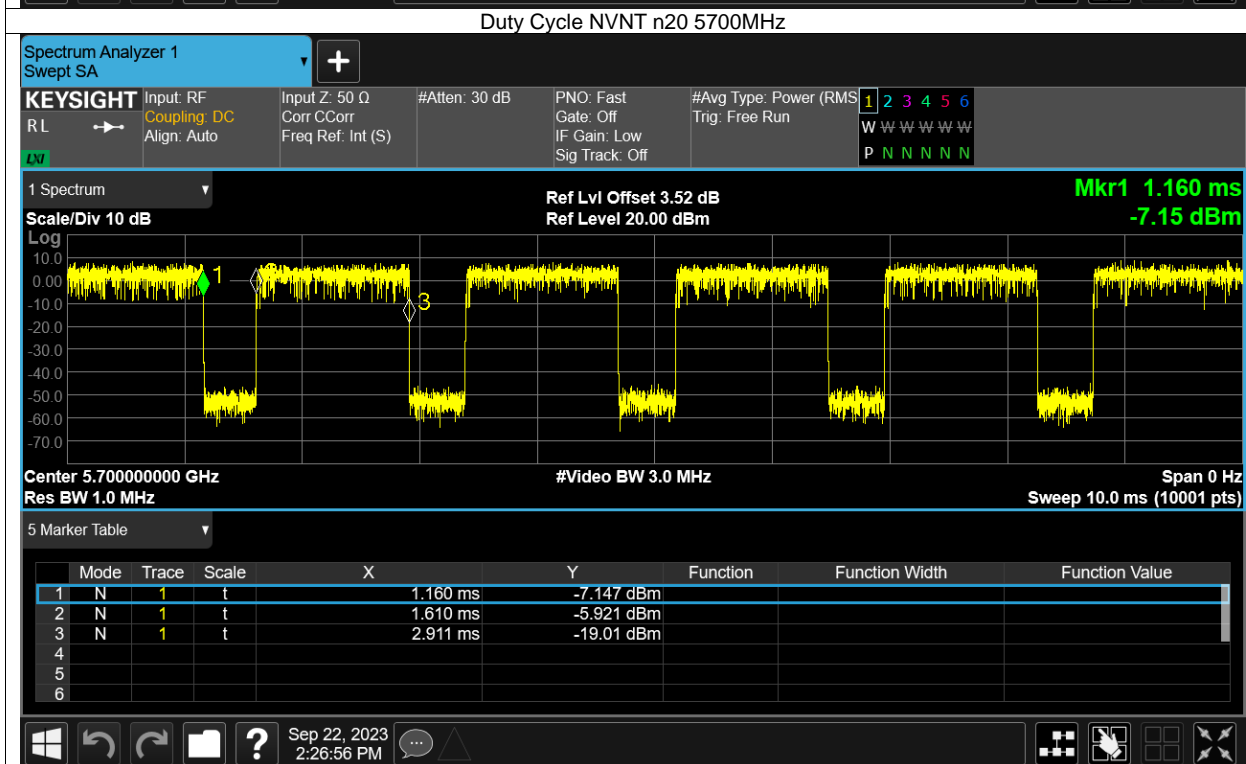 Duty Cycle NVNT n20 5700MHz
Spectrum Analyzer 1
Swept SA
KEYSIGHT Input: RF Input Z: 50 Ω #Atten: 30 dB PNO: Fast #Avg Type: Power (RMS 1 2 3 4 5 6
R L Coupling: DC Corr CCorr Gate: Off Trig: Free Run
Align: Auto Freq Ref: Int (S) IF Gain: Low W W W W W W
LXI Sig Track: Off P N N N N N
1 Spectrum Ref Lvl Offset 3.52 dB Mkr1 1.160 ms
Scale/Div 10 dB Ref Level 20.00 dBm -7.15 dBm
Log
10.0
0.00 1
-10.0 3
-20.0
-30.0
-40.0
-50.0
-60.0
-70.0
Center 5.700000000 GHz #Video BW 3.0 MHz Span 0 Hz
Res BW 1.0 MHz Sweep 10.0 ms (10001 pts)
5 Marker Table
Mode Trace Scale X Y Function Function Width Function Value
1 N 1 t 1.160 ms -7.147 dBm
2 N 1 t 1.610 ms -5.921 dBm
3 N 1 t 2.911 ms -19.01 dBm
4
5
6
? Sep 22, 2023
2:26:56 PM